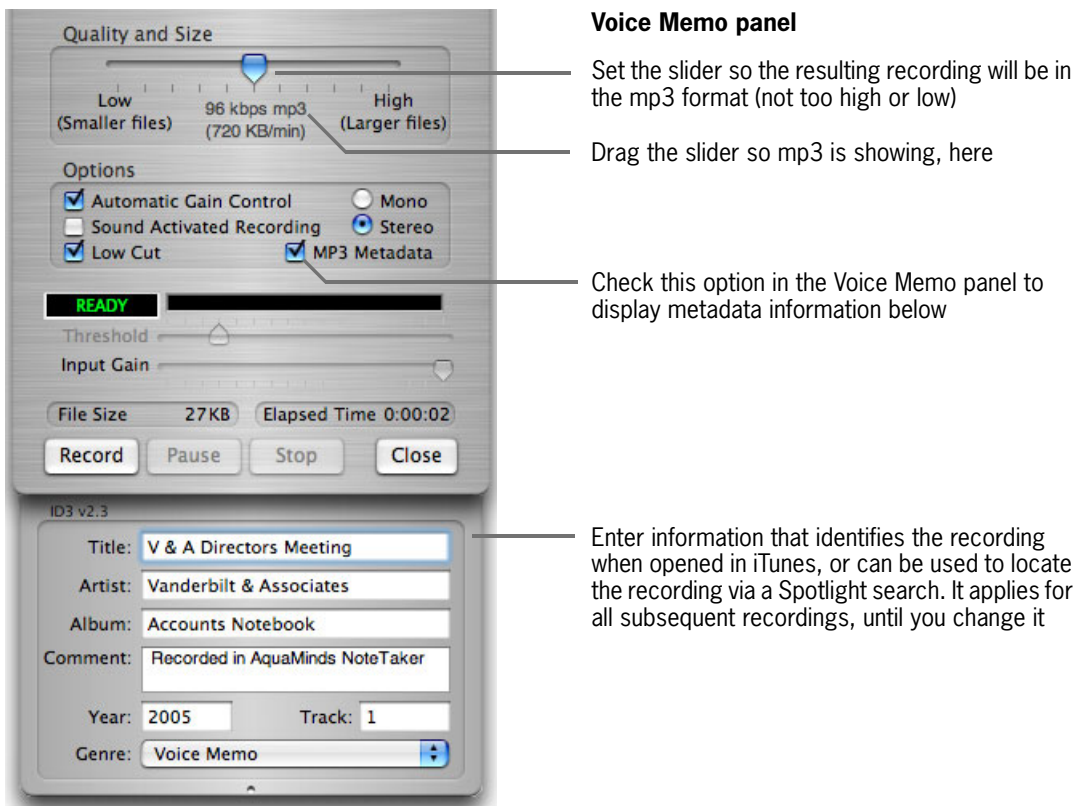 Quality and Size
Low
(Smaller files)
96 kbps mp3
(720 KB/min)
High
(Larger files)
Options
Automatic Gain Control
Mono
Sound Activated Recording
Stereo
Low Cut
MP3 Metadata
READY
Threshold
Input Gain
File Size 27KB
Elapsed Time 0:00:02
Record
Pause
Stop
Close
ID3 v2.3
Title: V & A Directors Meeting
Artist: Vanderbilt & Associates
Album: Accounts Notebook
Comment: Recorded in AquaMinds NoteTaker
Year: 2005
Track: 1
Genre: Voice Memo
Voice Memo panel
Set the slider so the resulting recording will be in
the mp3 format (not too high or low)
Drag the slider so mp3 is showing, here
Check this option in the Voice Memo panel to
display metadata information below
Enter information that identifies the recording
when opened in iTunes, or can be used to locate
the recording via a Spotlight search. It applies for
all subsequent recordings, until you change it